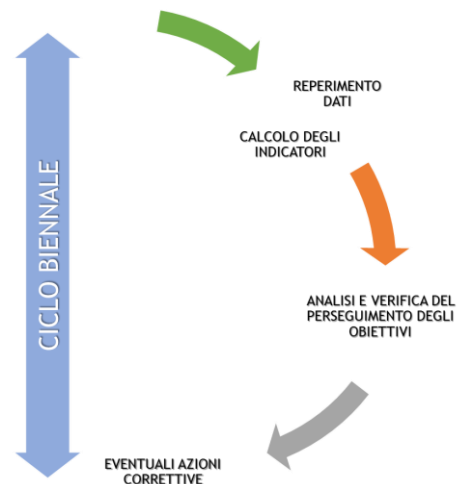 CICLO BIENNALE
REPERIMENTO
DATI
CALCOLO DEGLI
INDICATORI
ANALISI E VERIFICA DEL
PERSEGUIMENTO DEGLI
OBIETTIVI
EVENTUALI AZIONI
CORRETTIVE